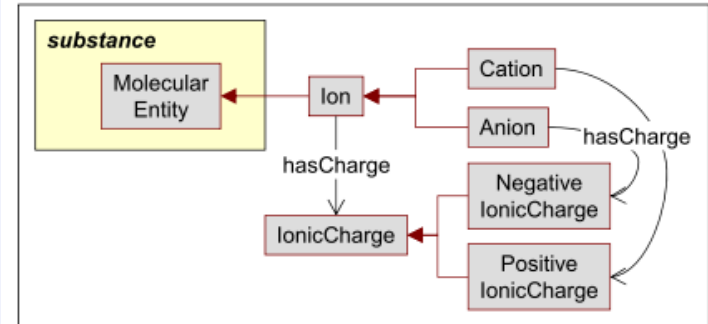 substance
Molecular
Entity
Ion
Cation
Anion
hasCharge
hasCharge
Negative
IonicCharge
IonicCharge
Positive
IonicCharge